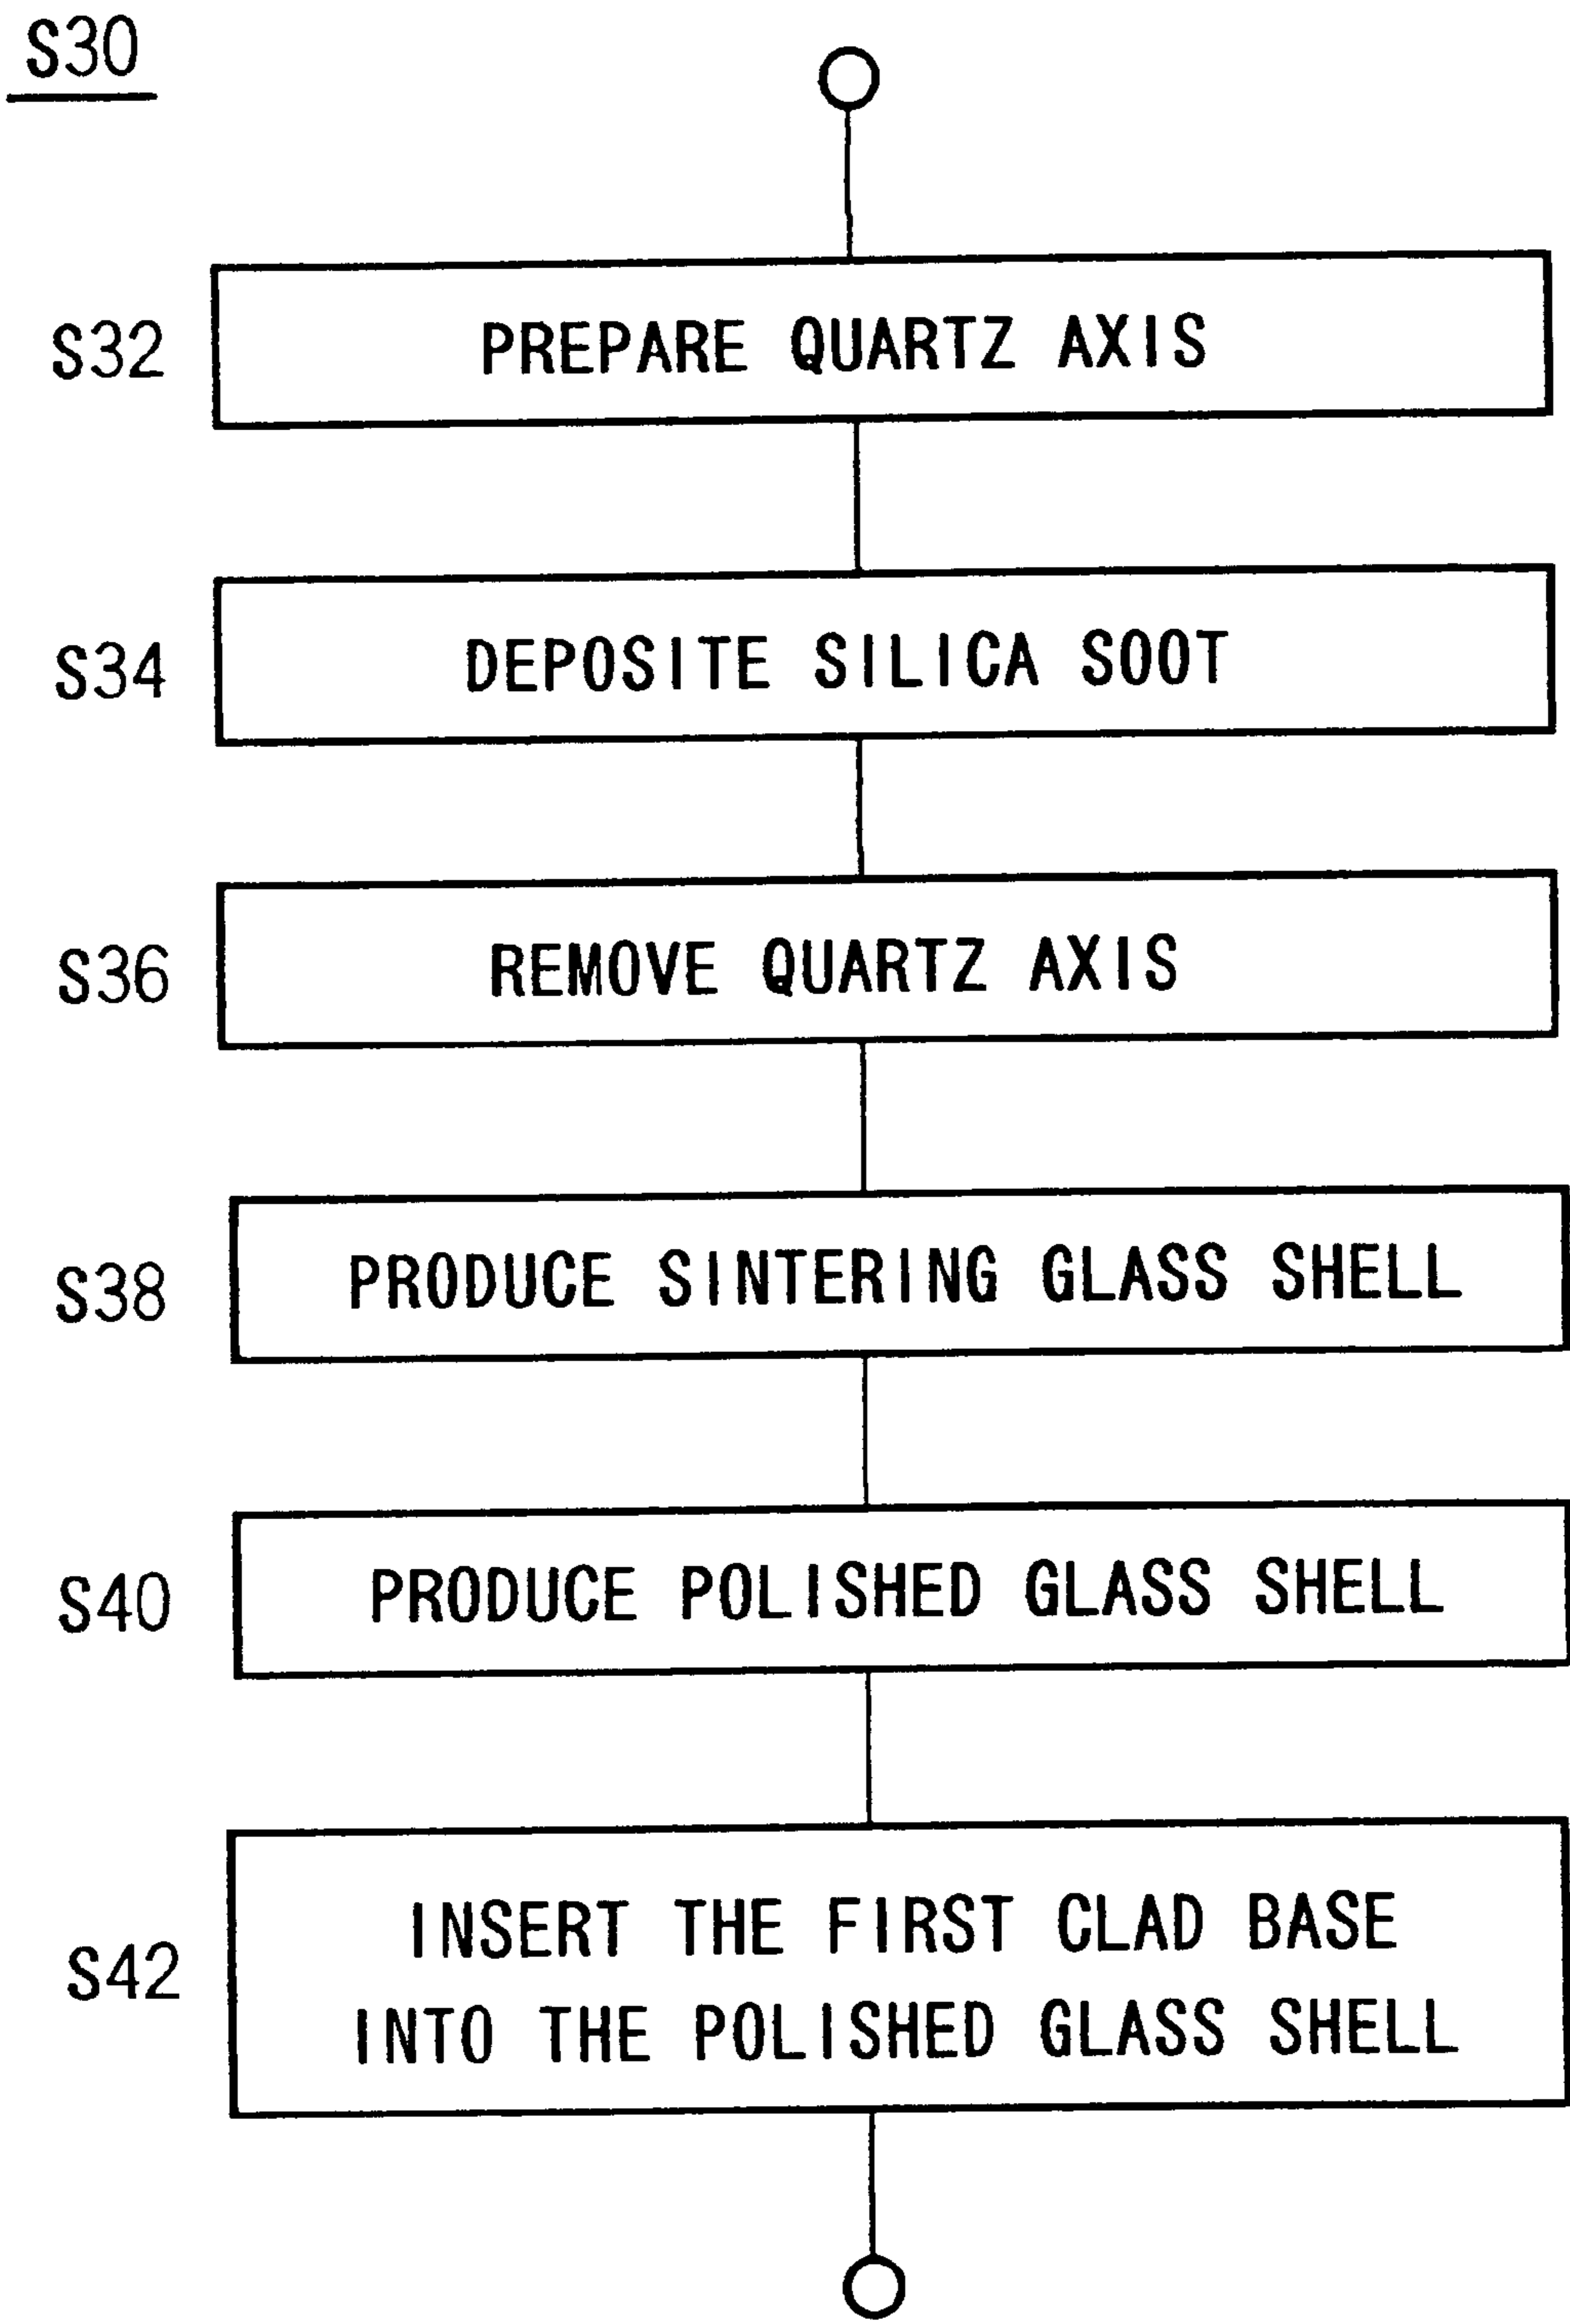 S30
S32
PREPARE QUARTZ AXIS
S34
DEPOSITE SILICA SOOT
S36
REMOVE QUARTZ AXIS
S38
PRODUCE SINTERING GLASS SHELL
S40
PRODUCE POLISHED GLASS SHELL
S42
INSERT THE FIRST CLAD BASE
INTO THE POLISHED GLASS SHELL